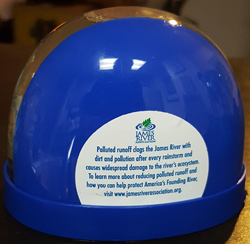 JAMES
RIVER
Polluted runoff clogs the James River with
dirt and pollution after every rainstorm and
causes widespread damage to the river's ecosystem.
To learn more about reducing polluted runoff and
how you can help protect America's Founding River,
visit www.jamesriverassociation.org.